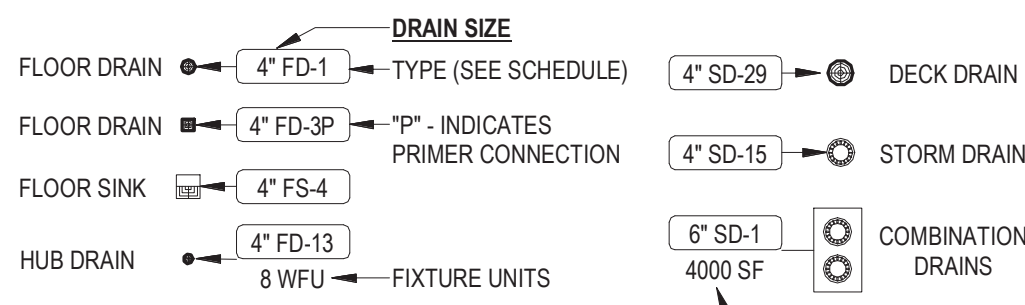 DRAIN SIZE
FLOOR DRAIN 4" FD-1 TYPE (SEE SCHEDULE)
FLOOR DRAIN 4" FD-3P "P" - INDICATES
PRIMER CONNECTION
FLOOR SINK 4" FS-4
HUB DRAIN 4" FD-13
8 WFU FIXTURE UNITS
4" SD-29 DECK DRAIN
4" SD-15 STORM DRAIN
6" SD-1 COMBINATION
4000 SF DRAINS